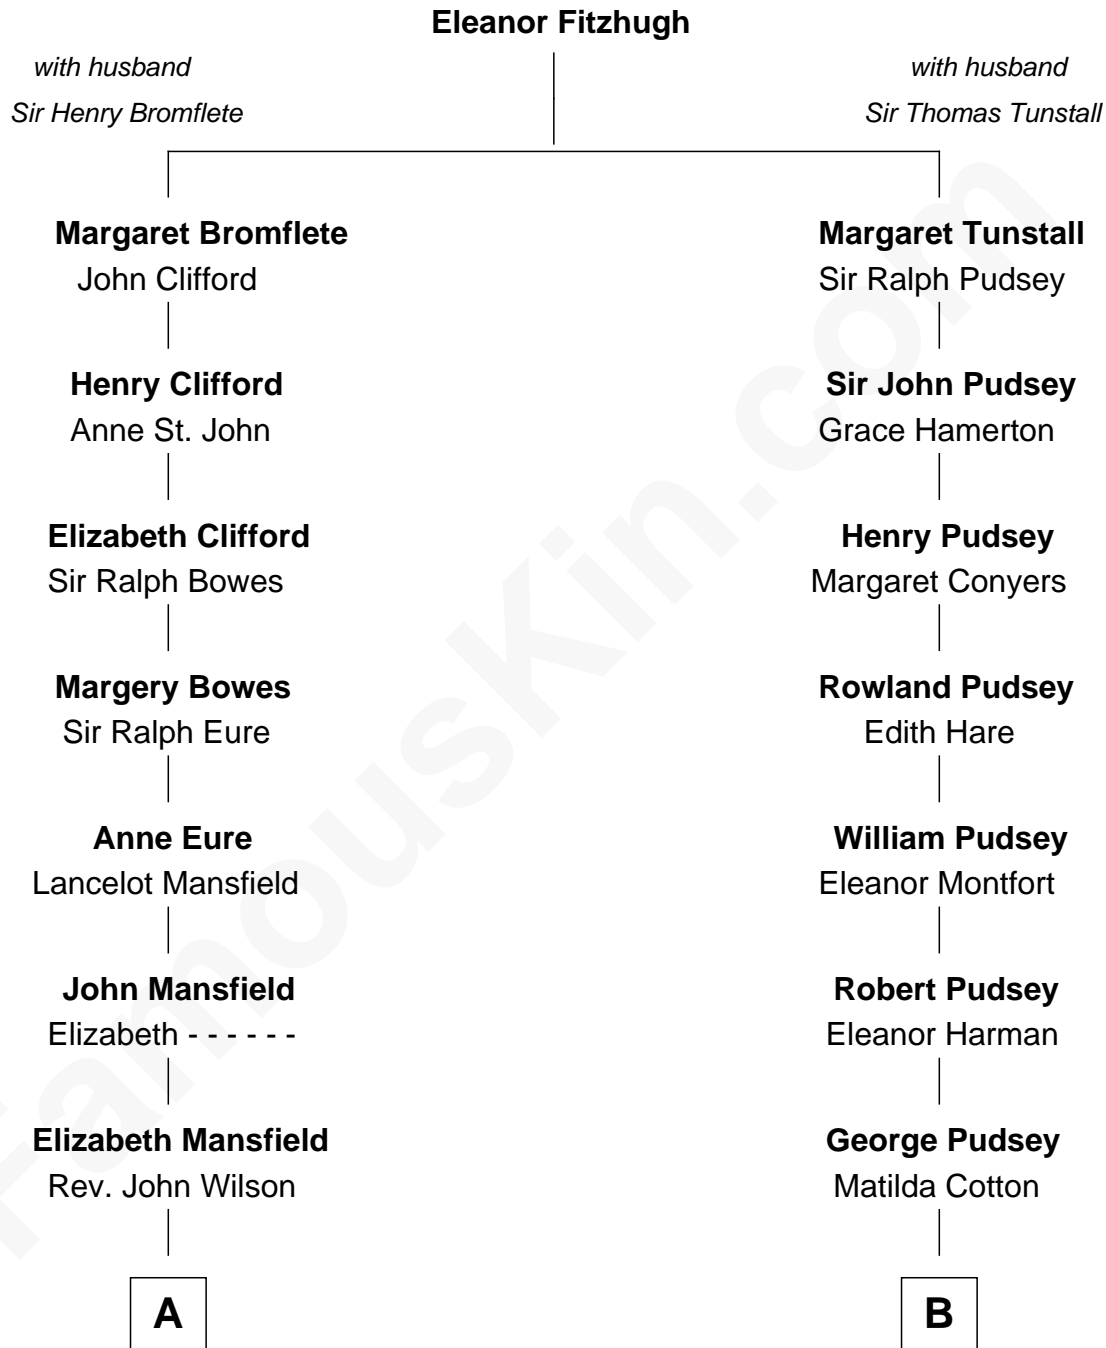 Eleanor Fitzhugh
with husband
Sir Henry Bromflete
with husband
Sir Thomas Tunstall
Margaret Bromflete
John Clifford
Henry Clifford
Anne St. John
Elizabeth Clifford
Sir Ralph Bowes
Margery Bowes
Sir Ralph Eure
Anne Eure
Lancelot Mansfield
John Mansfield
Elizabeth - - - - - -
Elizabeth Mansfield
Rev. John Wilson
A
Margaret Tunstall
Sir Ralph Pudsey
Sir John Pudsey
Grace Hamerton
Henry Pudsey
Margaret Conyers
Rowland Pudsey
Edith Hare
William Pudsey
Eleanor Montfort
Robert Pudsey
Eleanor Harman
George Pudsey
Matilda Cotton
B
FamousKin.com